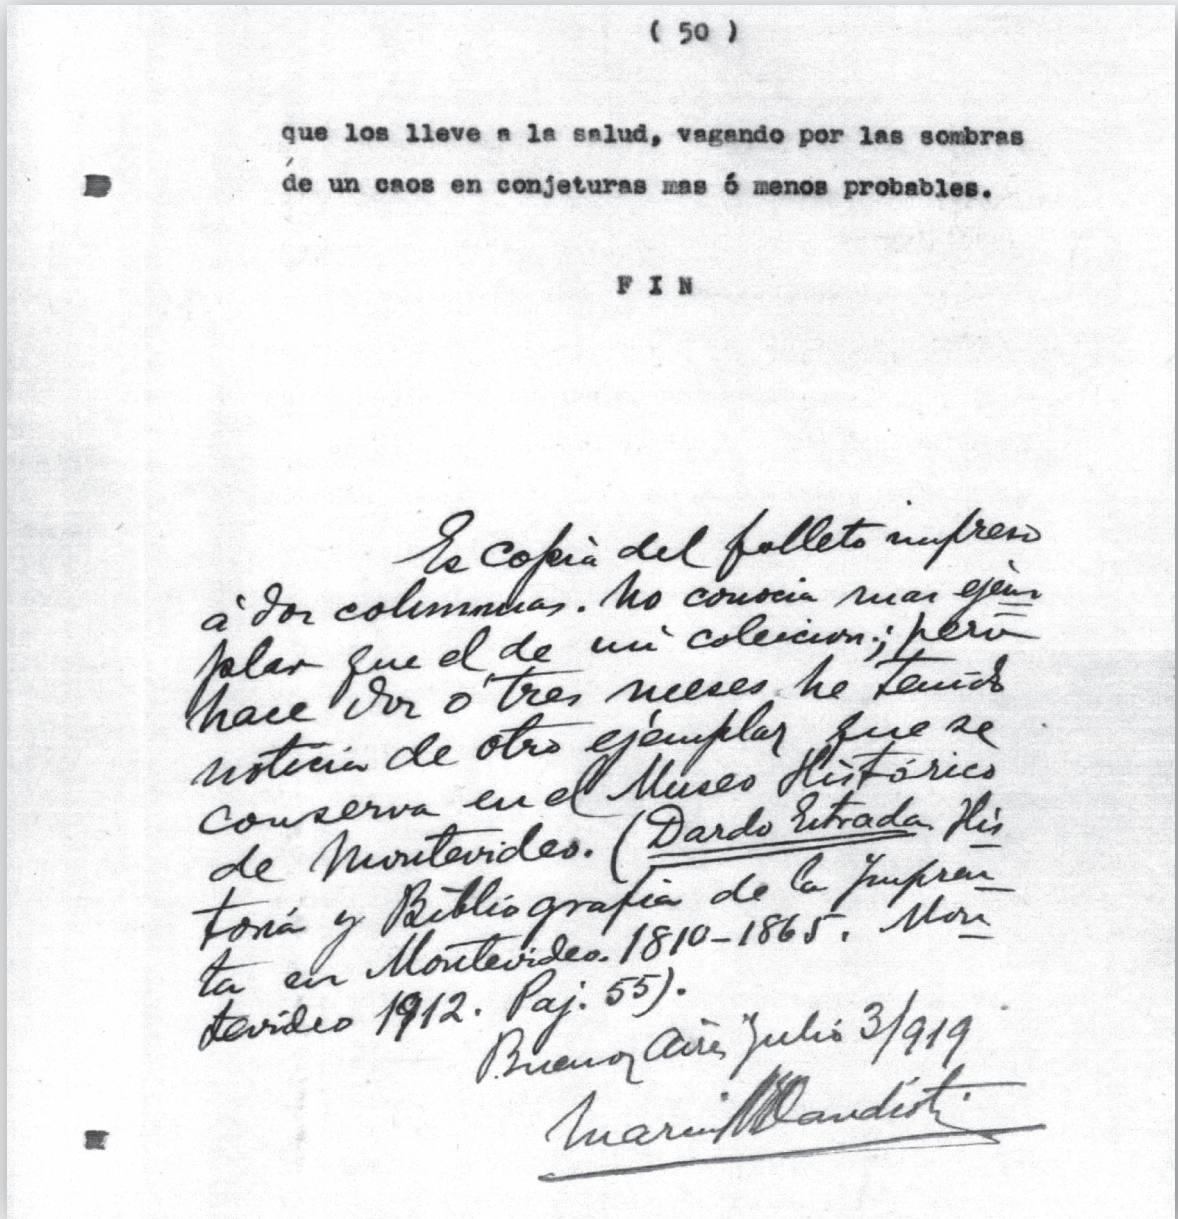 ( 50 )
que los lleve a la salud, vagando por las sombras
de un caos en conjeturas mas ó menos probables.
F I N
Es copia del folleto impreso
á dos columnas. No conocia mas ejem
plar que el de mi coleicion; pero
hace dos o tres meses he tenido
noticia de otro ejemplar que se
conserva en el Museo Histórico
de Montevideo. (Dardo Estrada His
toria y Bibliografia de la Impren
ta en Montevideo. 1810-1865. Mon
tevideo 1912. Paj. 55).
Buenos Aires Julio 3/919